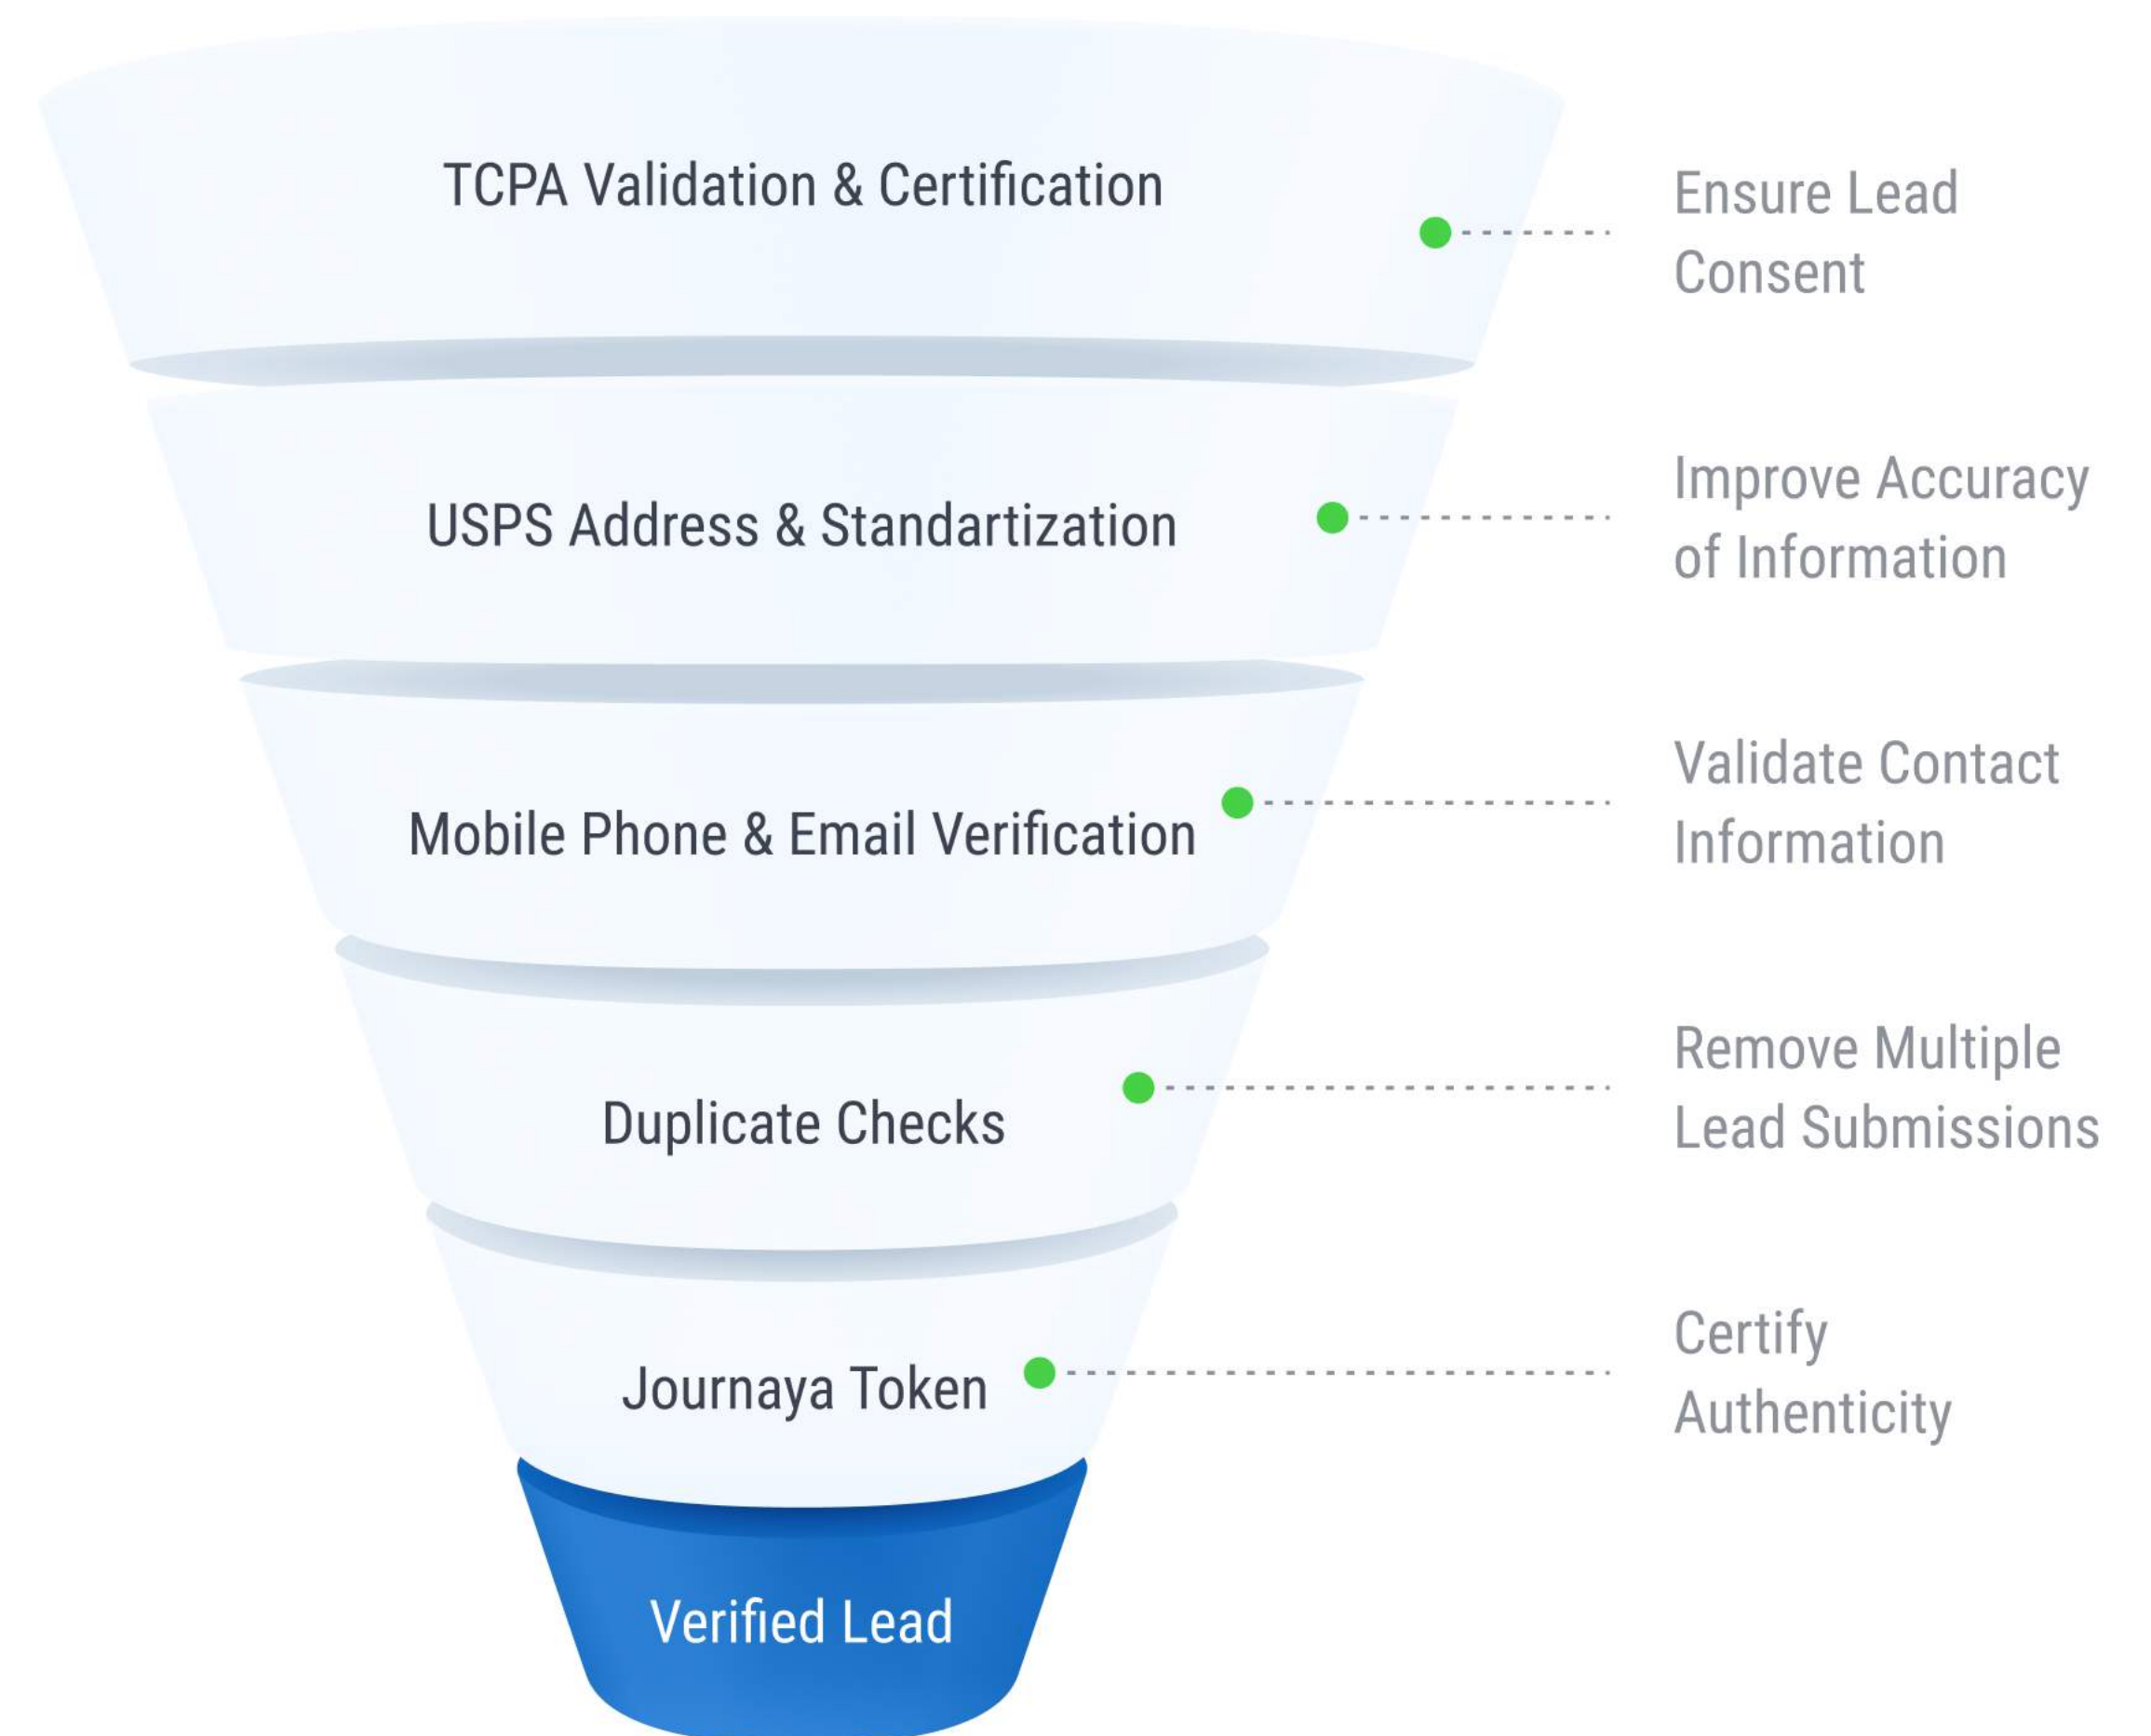 TCPA Validation & Certification
Ensure Lead
Consent
USPS Address & Standartization
Improve Accuracy
of Information
Mobile Phone & Email Verification
Validate Contact
Information
Duplicate Checks
Remove Multiple
Lead Submissions
Journaya Token
Certify
Authenticity
Verified Lead